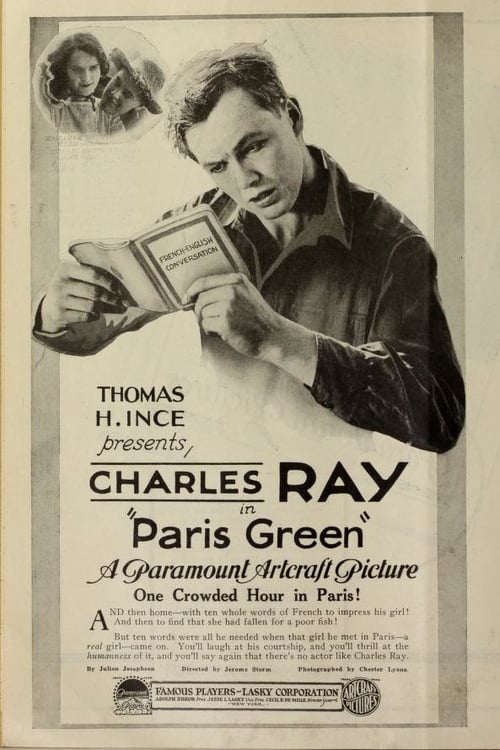 FRENCH-ENGLISH
CONVERSATION
THOMAS
H. INCE
presents,
CHARLES RAY
in
"Paris Green"
A Paramount Artcraft Picture
One Crowded Hour in Paris!
AND then home—with ten whole words of French to impress his girl!
And then to find that she had fallen for a poor fish!
But ten words were all he needed when that girl he met in Paris—a
real girl—came on. You'll laugh at his courtship, and you'll thrill at the
humanness of it, and you'll say again that there's no actor like Charles Ray.
By Julien Josephson Directed by Jerome Storm Photographed by Chester Lyons
Paramount
Pictures
FAMOUS PLAYERS-LASKY CORPORATION
ADOLPH ZUKOR Pres. JESSE L. LASKY Vice Pres. CECIL B. DE MILLE Director General
NEW YORK
ARTCRAFT
PICTURES